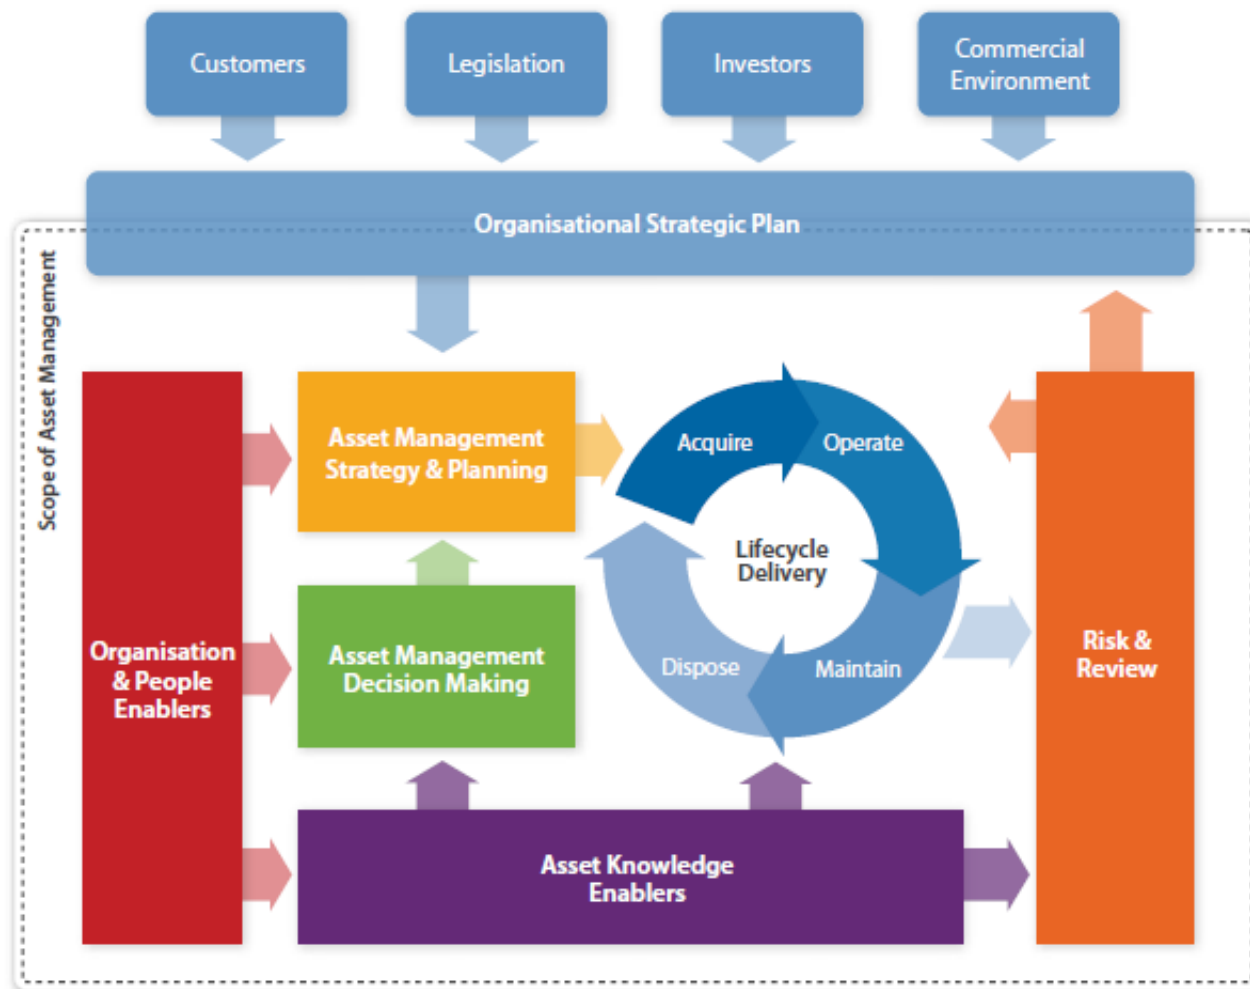 Customers
Legislation
Investors
Commercial
Environment
Organisational Strategic Plan
Scope of Asset Management
Asset Management
Strategy & Planning
Acquire
Operate
Lifecycle
Delivery
Organisation
& People
Enablers
Asset Management
Decision Making
Dispose
Maintain
Risk &
Review
Asset Knowledge
Enablers